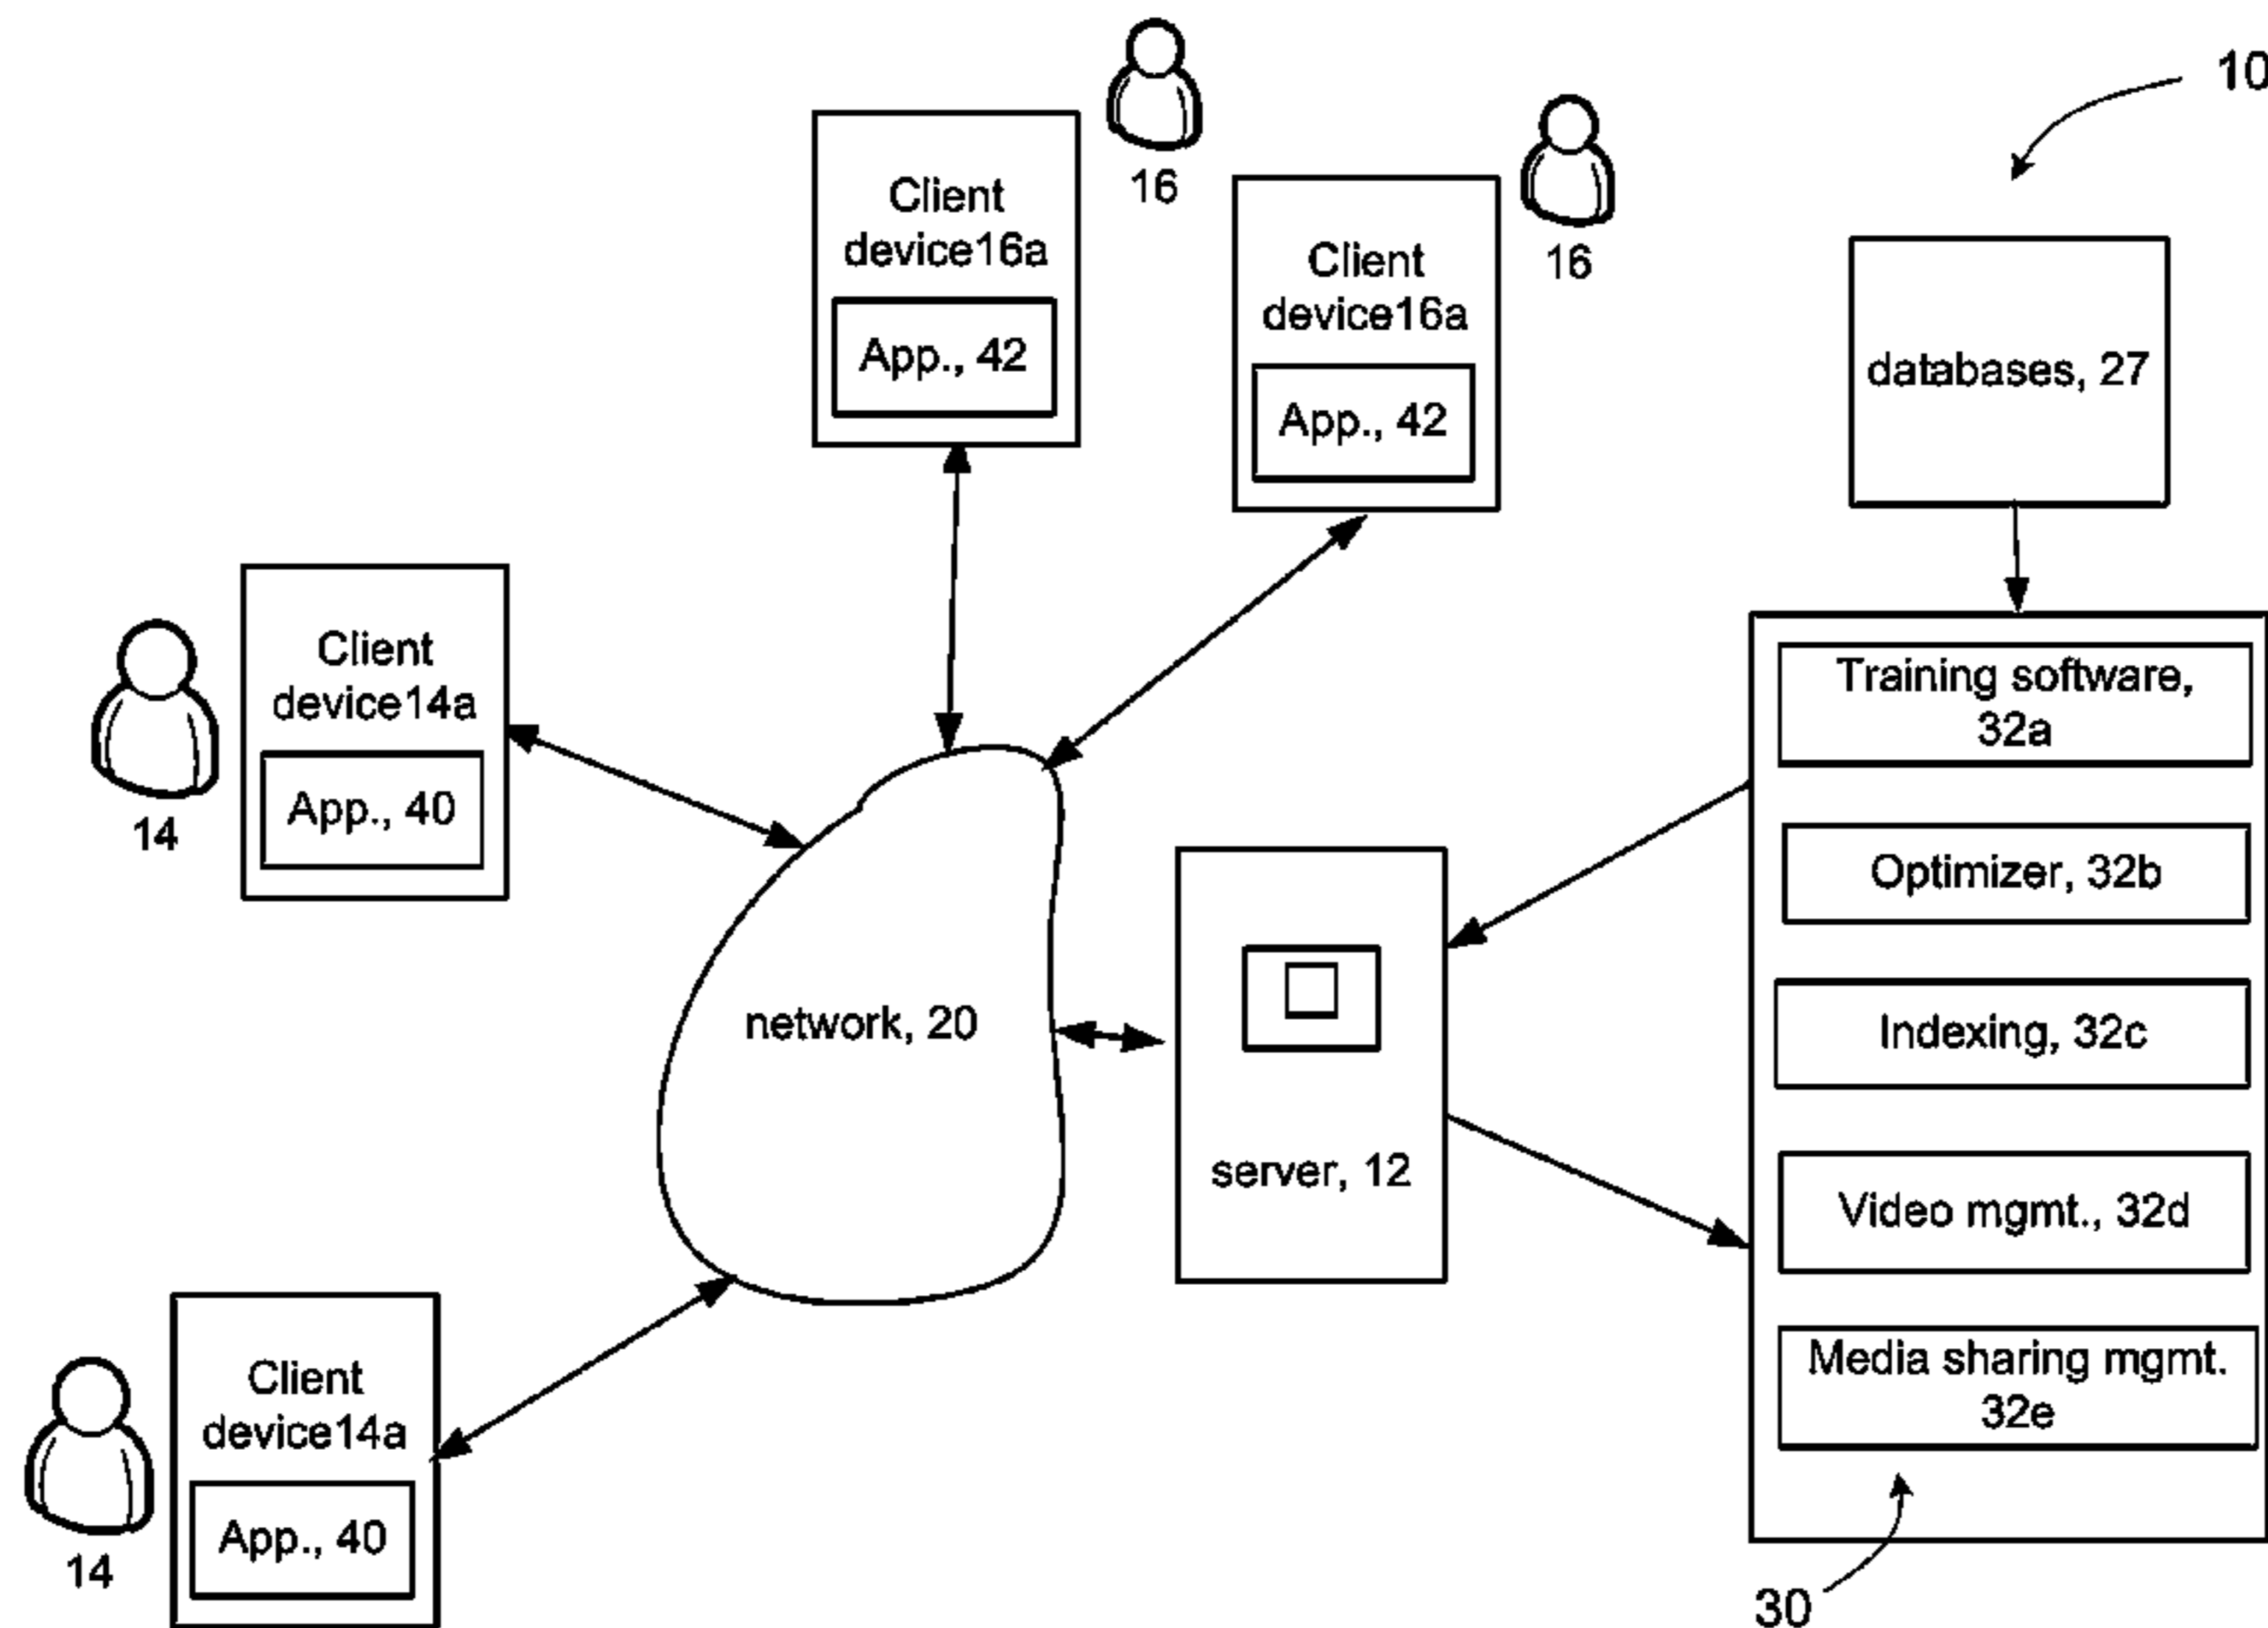 10
16
Client
device16a
App., 42
16
Client
device16a
App., 42
databases, 27
Client
device14a
App., 40
14
Training software,
32a
Optimizer, 32b
Indexing, 32c
Video mgmt., 32d
Media sharing mgmt.
32e
network, 20
server, 12
Client
device14a
App., 40
14
30